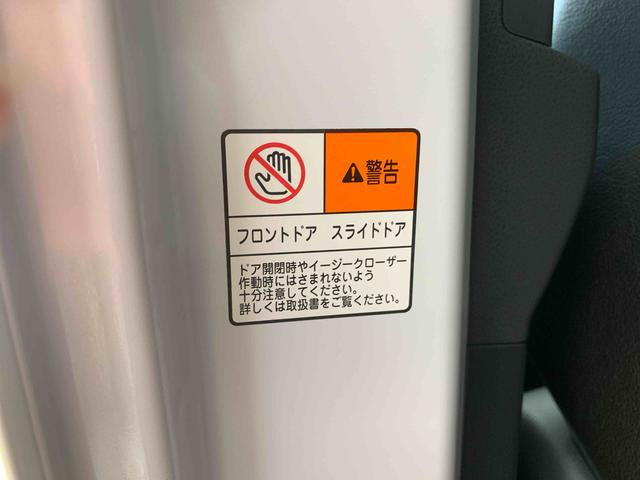 警告
フロントドア スライドドア
ドア開閉時やイージークローザー
作動時にはさまれないよう
十分注意してください。
詳しくは取扱書をご覧ください。